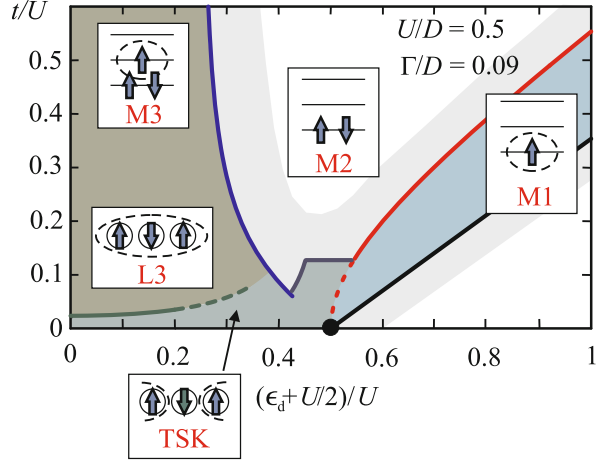 t/U
U/D = 0.5
Γ/D = 0.09
0.5
0.4
0.3
0.2
0.1
0
M3
M2
M1
L3
0 0.2 0.4 0.6 0.8 1
(ϵd+U/2)/U
TSK